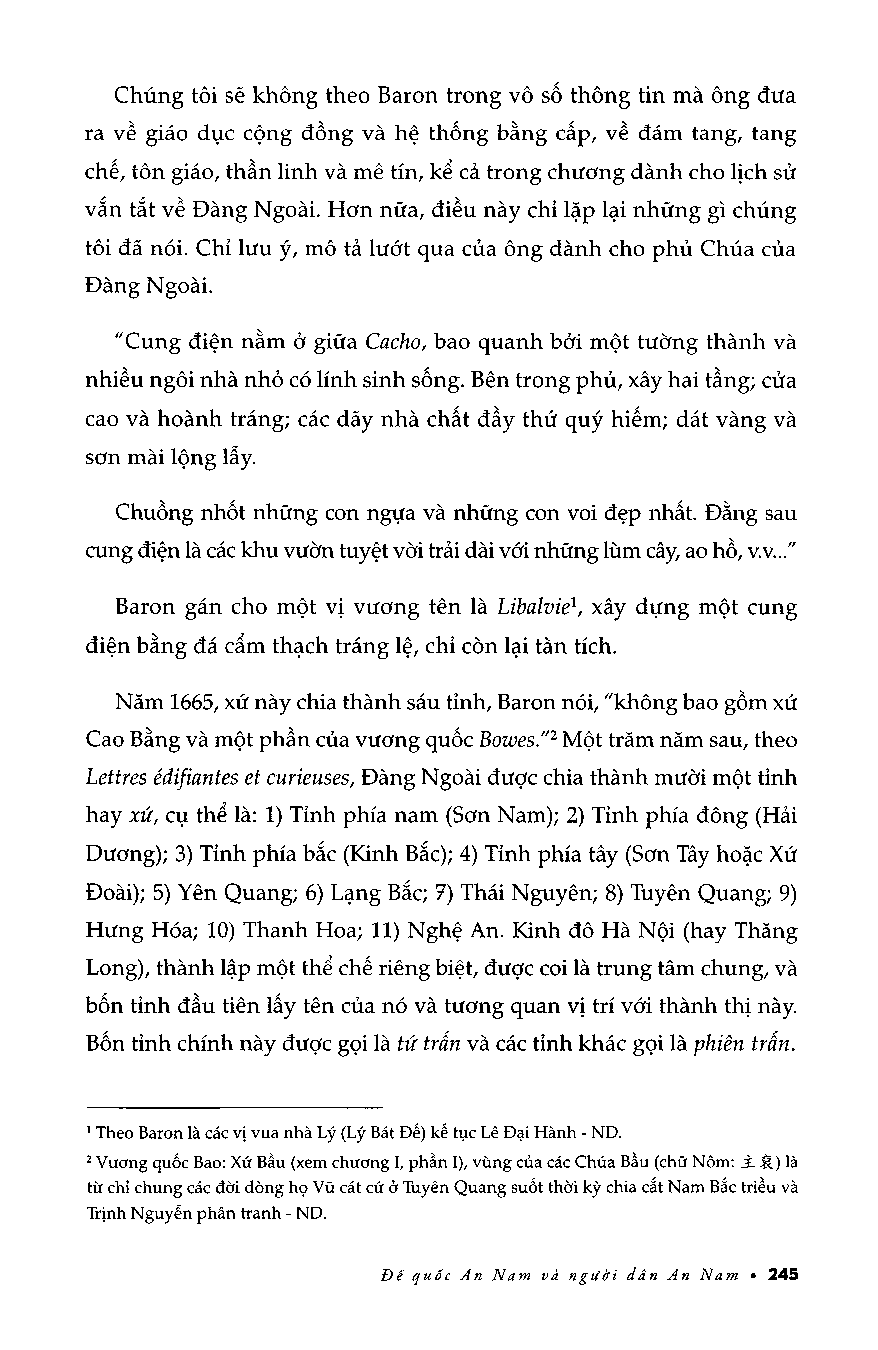 Chúng tôi sẽ không theo Baron trong vô số thông tin mà ông đưa
ra về giáo dục cộng đồng và hệ thống bằng cấp, về đám tang, tang
chế, tôn giáo, thần linh và mê tín, kể cả trong chương dành cho lịch sử
vắn tắt về Đàng Ngoài. Hơn nữa, điều này chỉ lặp lại những gì chúng
tôi đã nói. Chỉ lưu ý, mô tả lướt qua của ông dành cho phủ Chúa của
Đàng Ngoài.
"Cung điện nằm ở giữa Cacho, bao quanh bởi một tường thành và
nhiều ngôi nhà nhỏ có lính sinh sống. Bên trong phủ, xây hai tầng; cửa
cao và hoành tráng; các dãy nhà chất đầy thứ quý hiếm; dát vàng và
sơn mài lộng lẫy.
Chuồng nhốt những con ngựa và những con voi đẹp nhất. Đằng sau
cung điện là các khu vườn tuyệt vời trải dài với những lùm cây, ao hồ, v.v..."
Baron gán cho một vị vương tên là Libalvie¹, xây dựng một cung
điện bằng đá cẩm thạch tráng lệ, chỉ còn lại tàn tích.
Năm 1665, xứ này chia thành sáu tỉnh, Baron nói, "không bao gồm xứ
Cao Bằng và một phần của vương quốc Bowes."² Một trăm năm sau, theo
Lettres édifiantes et curieuses, Đàng Ngoài được chia thành mười một tỉnh
hay xứ, cụ thể là: 1) Tỉnh phía nam (Sơn Nam); 2) Tỉnh phía đông (Hải
Dương); 3) Tỉnh phía bắc (Kinh Bắc); 4) Tỉnh phía tây (Sơn Tây hoặc Xứ
Đoài); 5) Yên Quang; 6) Lạng Bắc; 7) Thái Nguyên; 8) Tuyên Quang; 9)
Hưng Hóa; 10) Thanh Hoa; 11) Nghệ An. Kinh đô Hà Nội (hay Thăng
Long), thành lập một thể chế riêng biệt, được coi là trung tâm chung, và
bốn tỉnh đầu tiên lấy tên của nó và tương quan vị trí với thành thị này.
Bốn tỉnh chính này được gọi là tứ trấn và các tỉnh khác gọi là phiên trấn.
¹ Theo Baron là các vị vua nhà Lý (Lý Bát Đế) kế tục Lê Đại Hành - ND.
² Vương quốc Bao: Xứ Bầu (xem chương I, phần I), vùng của các Chúa Bầu (chữ Nôm: 主裒) là
từ chỉ chung các đời dòng họ Vũ cát cứ ở Tuyên Quang suốt thời kỳ chia cắt Nam Bắc triều và
Trịnh Nguyễn phân tranh - ND.
Đế quốc An Nam và người dân An Nam • 245